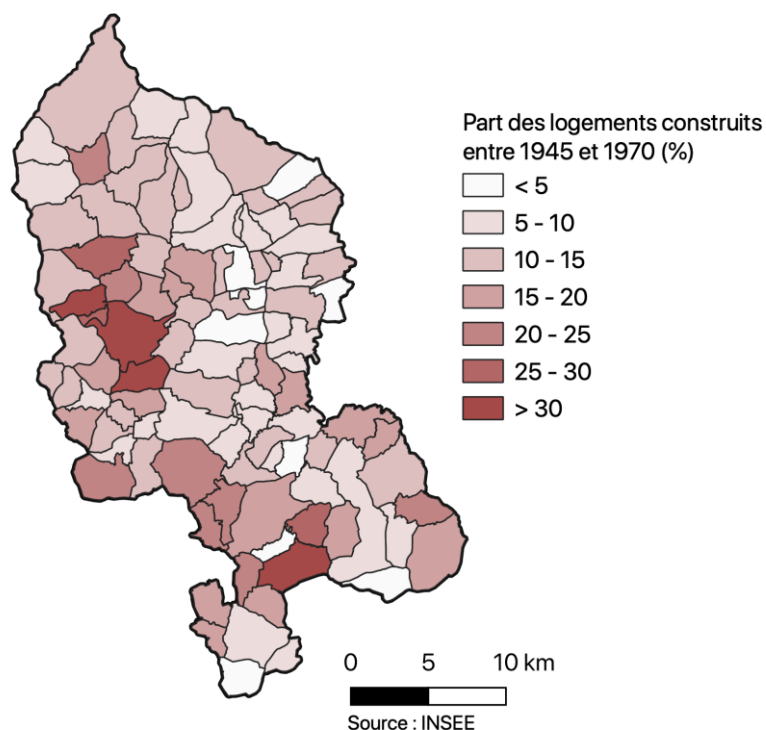 Part des logements construits
entre 1945 et 1970 (%)
< 5
5 - 10
10 - 15
15 - 20
20 - 25
25 - 30
> 30
0 5 10 km
Source : INSEE